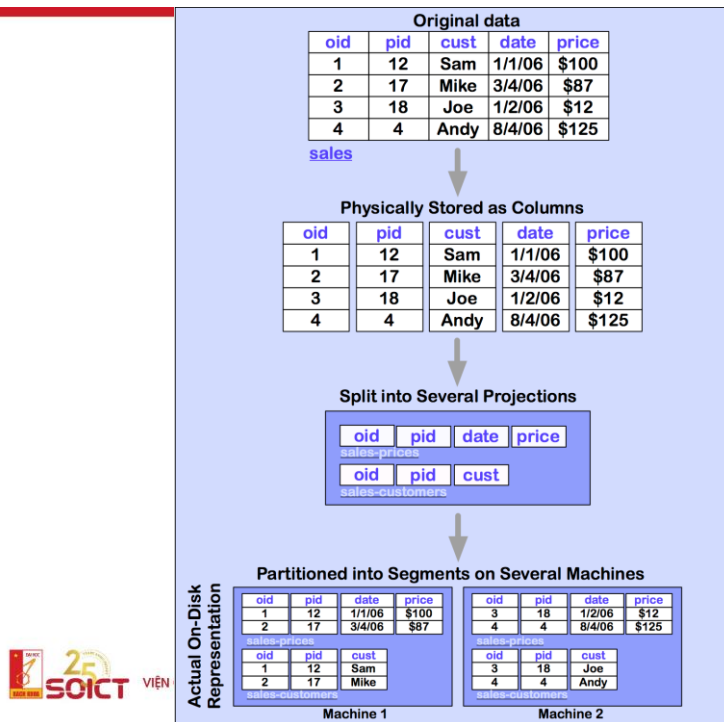 Original data
oid pid cust date price
1 12 Sam 1/1/06 $100
2 17 Mike 3/4/06 $87
3 18 Joe 1/2/06 $12
4 4 Andy 8/4/06 $125
sales
Physically Stored as Columns
oid pid cust date price
1 12 Sam 1/1/06 $100
2 17 Mike 3/4/06 $87
3 18 Joe 1/2/06 $12
4 4 Andy 8/4/06 $125
Split into Several Projections
oid pid date price
sales-prices
oid pid cust
sales-customers
Partitioned into Segments on Several Machines
Actual On-Disk
Representation
oid pid date price
1 12 1/1/06 $100
2 17 3/4/06 $87
sales-prices
oid pid cust
1 12 Sam
2 17 Mike
sales-customers
Machine 1
oid pid date price
3 18 1/2/06 $12
4 4 8/4/06 $125
sales-prices
oid pid cust
3 18 Joe
4 4 Andy
sales-customers
Machine 2
ĐẠI HỌC
BÁCH KHOA
25
SOICT
VIỆN